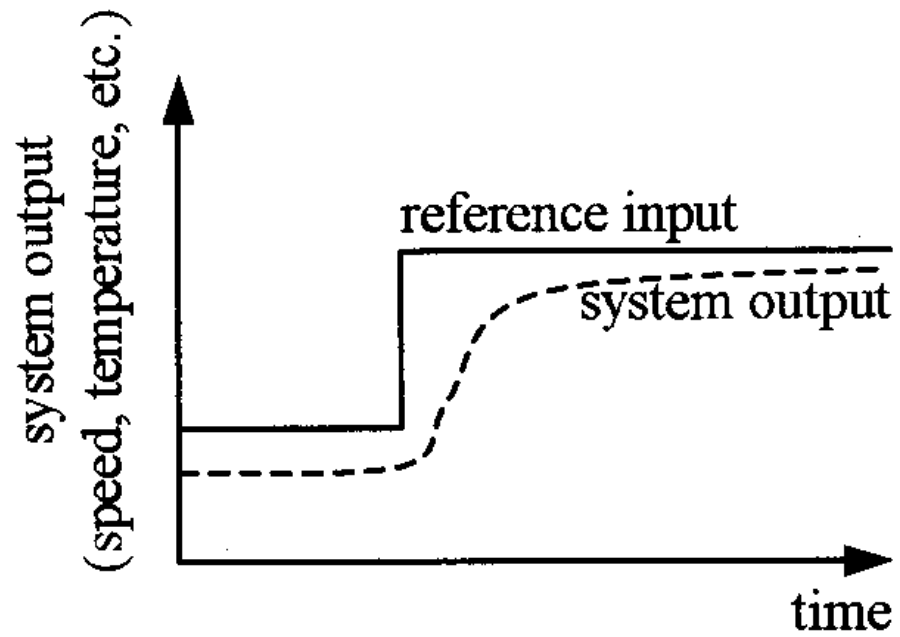 system output
(speed, temperature, etc.)
reference input
system output
time